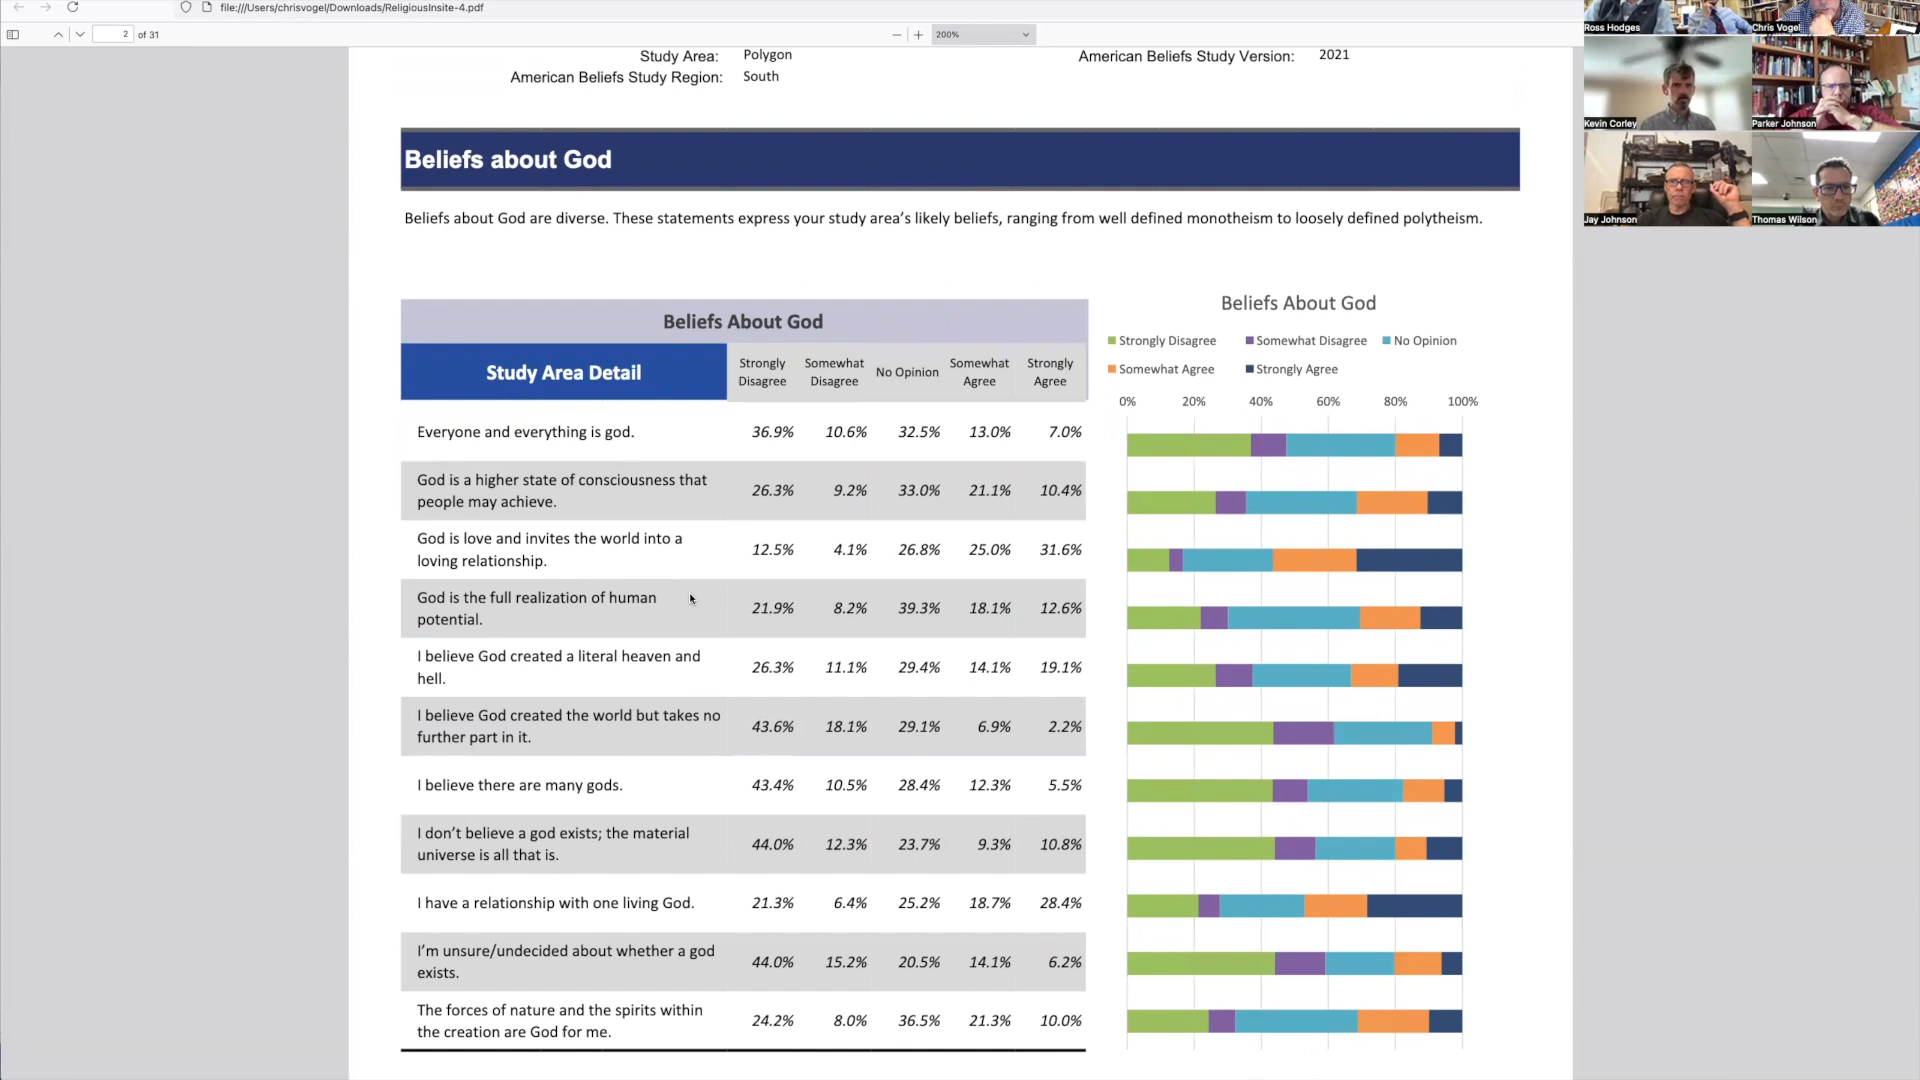 file:///Users/chrisvogel/Downloads/ReligiousInsite-4.pdf
2 of 31
200%
Study Area: Polygon
American Beliefs Study Version: 2021
American Beliefs Study Region: South
Beliefs about God
Beliefs about God are diverse. These statements express your study area's likely beliefs, ranging from well defined monotheism to loosely defined polytheism.
Beliefs About God
Study Area Detail
Strongly Disagree
Somewhat Disagree
No Opinion
Somewhat Agree
Strongly Agree
Everyone and everything is god. 36.9% 10.6% 32.5% 13.0% 7.0%
God is a higher state of consciousness that
people may achieve. 26.3% 9.2% 33.0% 21.1% 10.4%
God is love and invites the world into a
loving relationship. 12.5% 4.1% 26.8% 25.0% 31.6%
God is the full realization of human
potential. 21.9% 8.2% 39.3% 18.1% 12.6%
I believe God created a literal heaven and
hell. 26.3% 11.1% 29.4% 14.1% 19.1%
I believe God created the world but takes no
further part in it. 43.6% 18.1% 29.1% 6.9% 2.2%
I believe there are many gods. 43.4% 10.5% 28.4% 12.3% 5.5%
I don't believe a god exists; the material
universe is all that is. 44.0% 12.3% 23.7% 9.3% 10.8%
I have a relationship with one living God. 21.3% 6.4% 25.2% 18.7% 28.4%
I'm unsure/undecided about whether a god
exists. 44.0% 15.2% 20.5% 14.1% 6.2%
The forces of nature and the spirits within
the creation are God for me. 24.2% 8.0% 36.5% 21.3% 10.0%
Beliefs About God
Strongly Disagree Somewhat Disagree No Opinion
Somewhat Agree Strongly Agree
0% 20% 40% 60% 80% 100%
Ross Hodges
Chris Vogel
Kevin Corley
Parker Johnson
Jay Johnson
Thomas Wilson